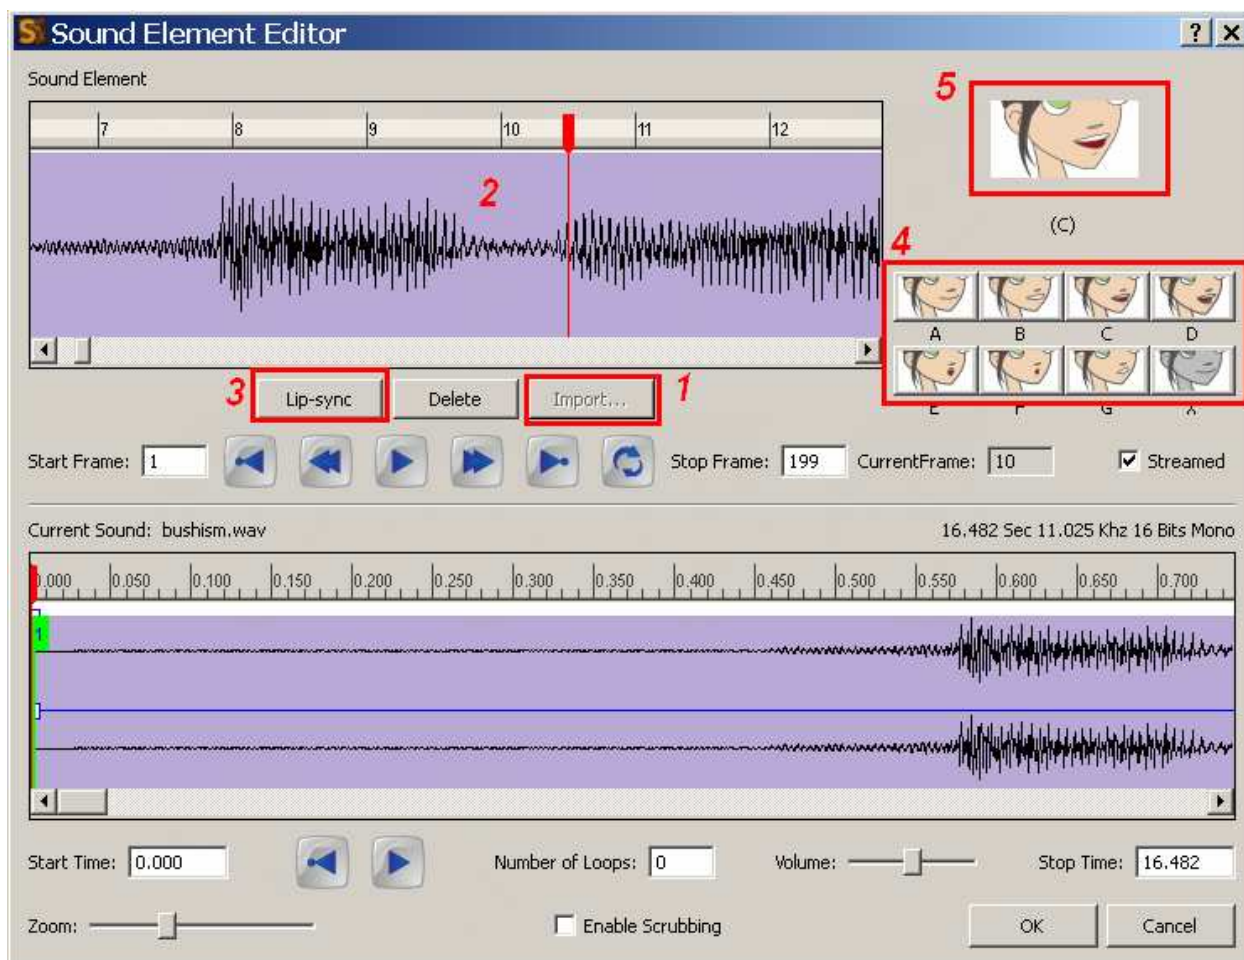 Sound Element Editor
Sound Element
5
7 8 9 10 11 12
2
(C)
4
A B C D
3 Lip-sync Delete Import... 1
E F G X
Start Frame: 1 Stop Frame: 199 CurrentFrame: 10 Streamed
Current Sound: bushism.wav 16.482 Sec 11.025 Khz 16 Bits Mono
0.000 0.050 0.100 0.150 0.200 0.250 0.300 0.350 0.400 0.450 0.500 0.550 0.600 0.650 0.700
1
Start Time: 0.000 Number of Loops: 0 Volume: Stop Time: 16.482
Zoom: Enable Scrubbing OK Cancel